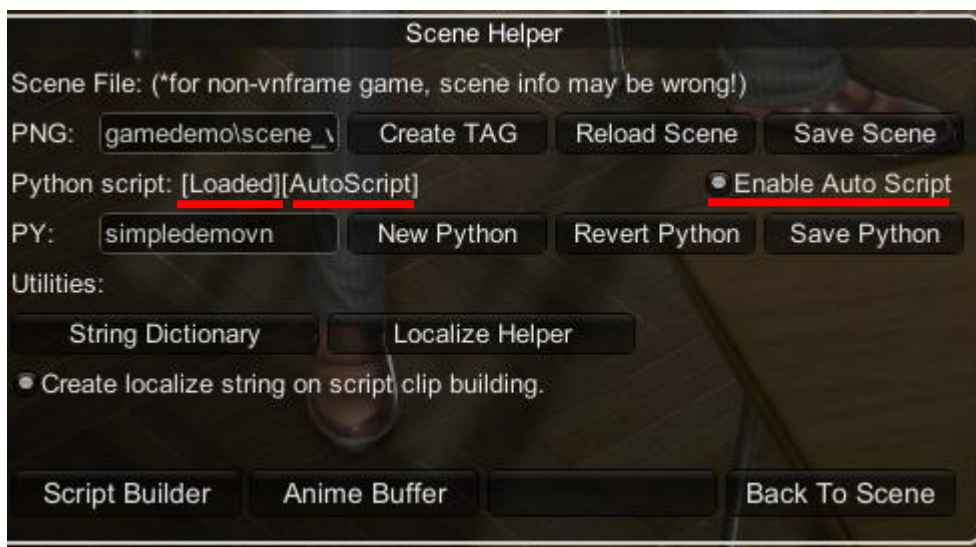 Scene Helper
Scene File: (*for non-vnframe game, scene info may be wrong!)
PNG: gamedemo\scene_v Create TAG Reload Scene Save Scene
Python script: [Loaded][AutoScript] Enable Auto Script
PY: simpledemovn New Python Revert Python Save Python
Utilities:
String Dictionary Localize Helper
Create localize string on script clip building.
Script Builder Anime Buffer Back To Scene